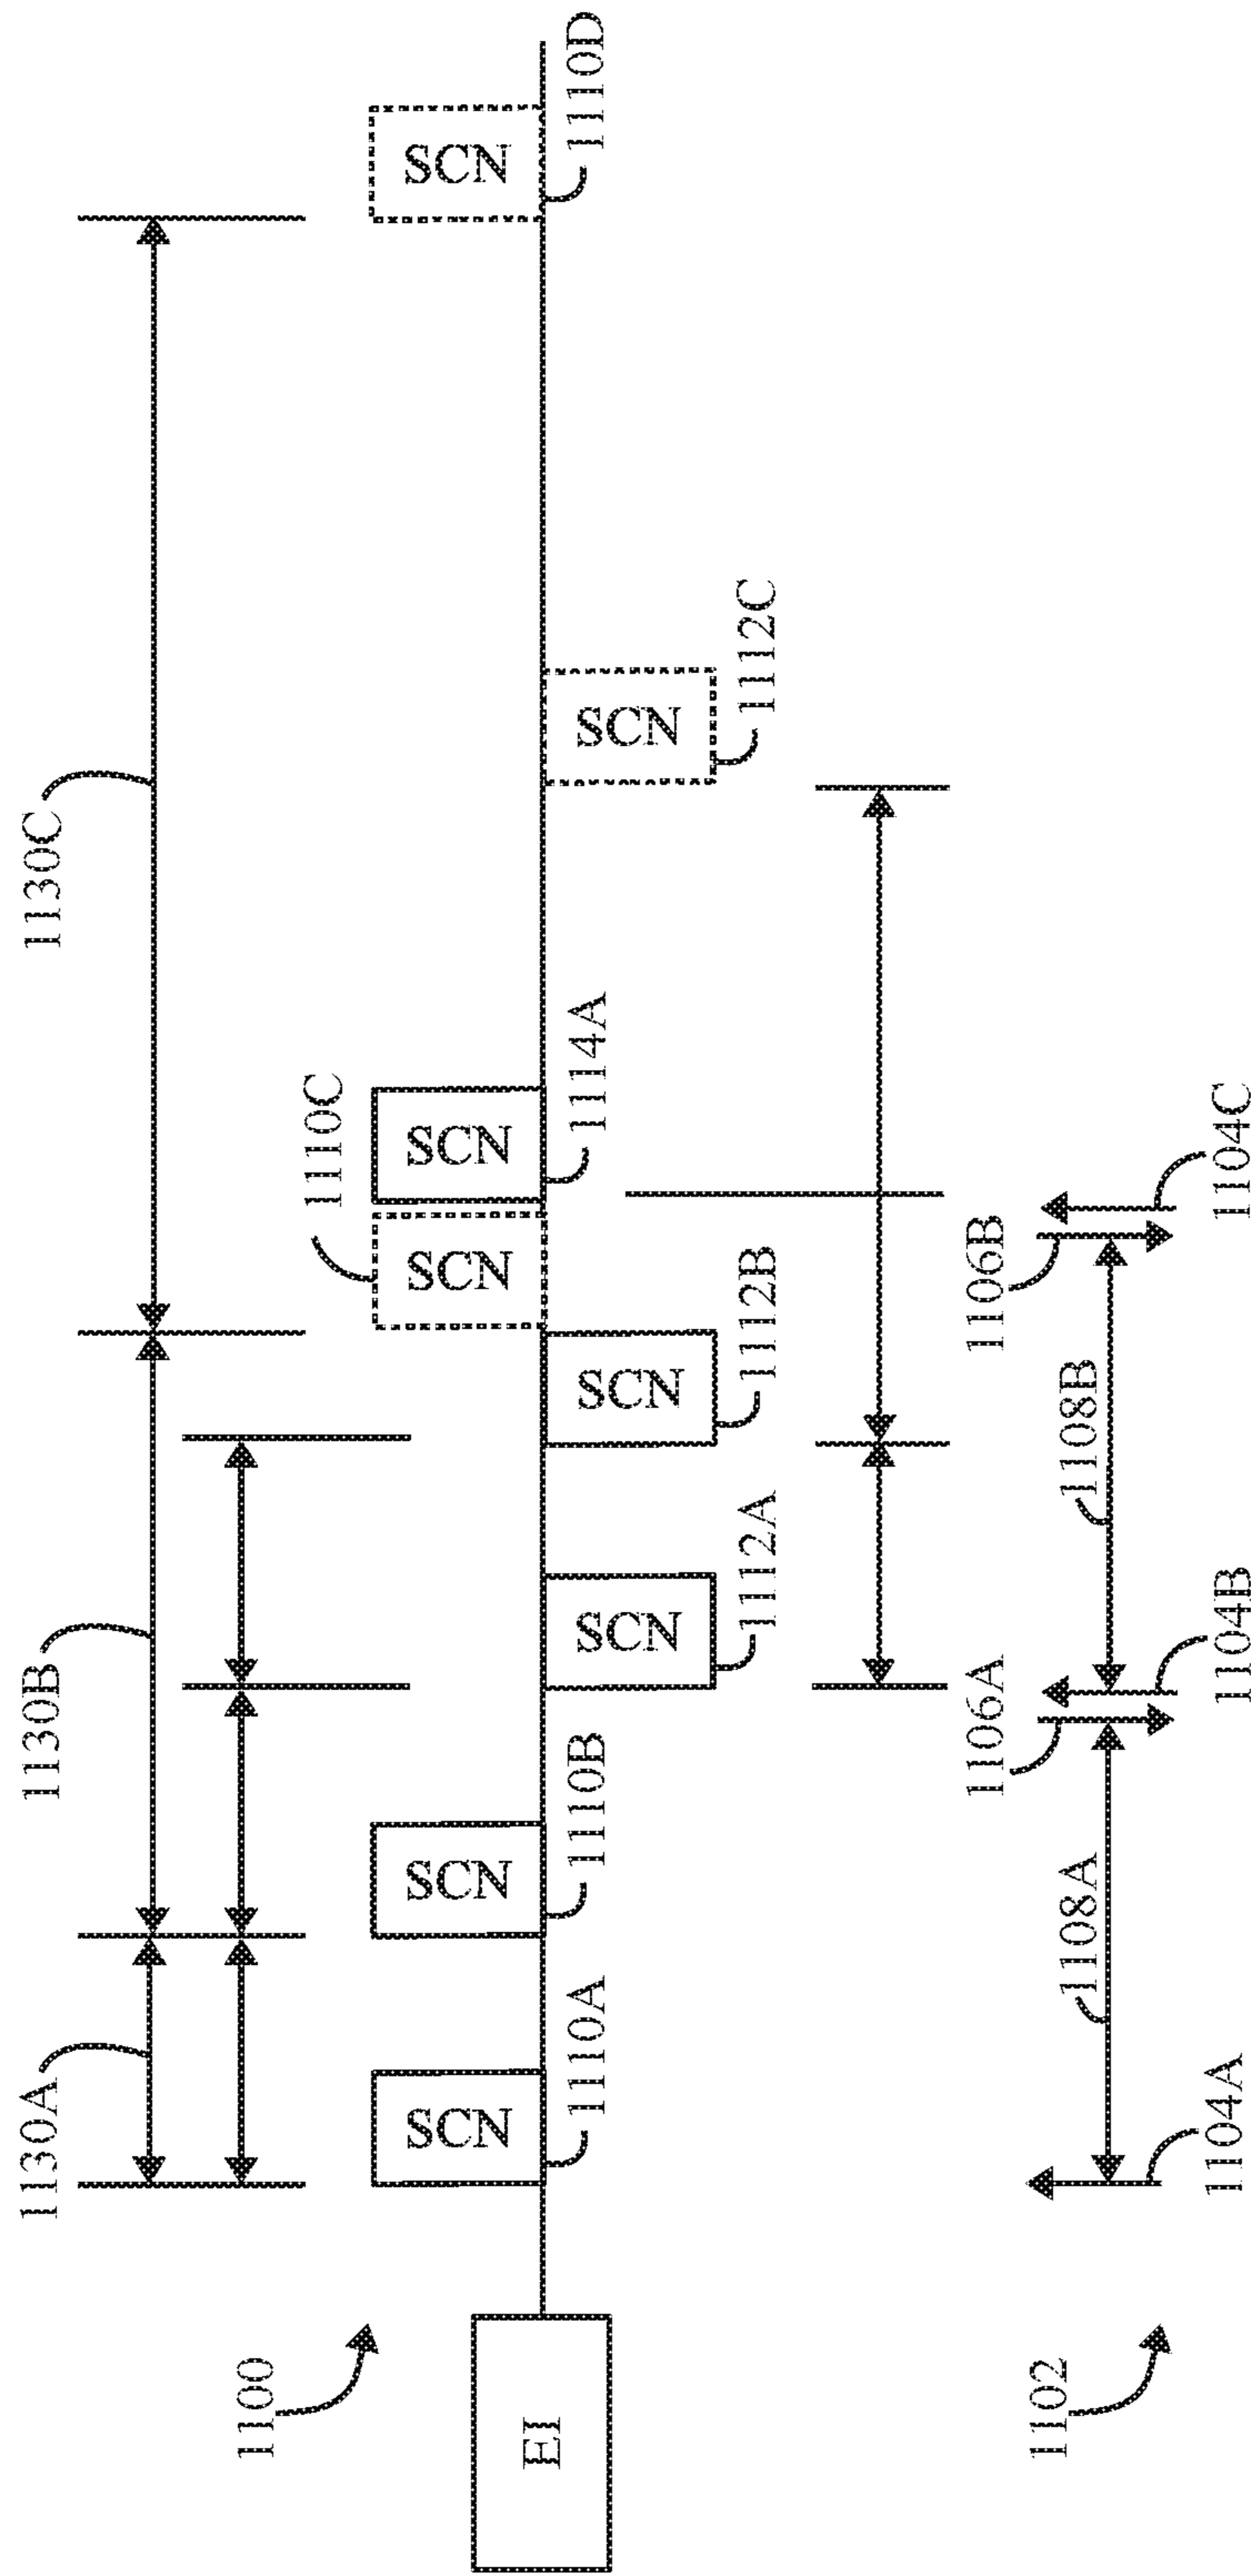 1130A
1130B
1130C
1100
1110C
EI
SCN
SCN
SCN
SCN
SCN
1110A
1110B
1114A
1110D
SCN
SCN
SCN
1112A
1112B
1112C
1102
1108A
1106A
1108B
1106B
1104A
1104B
1104C